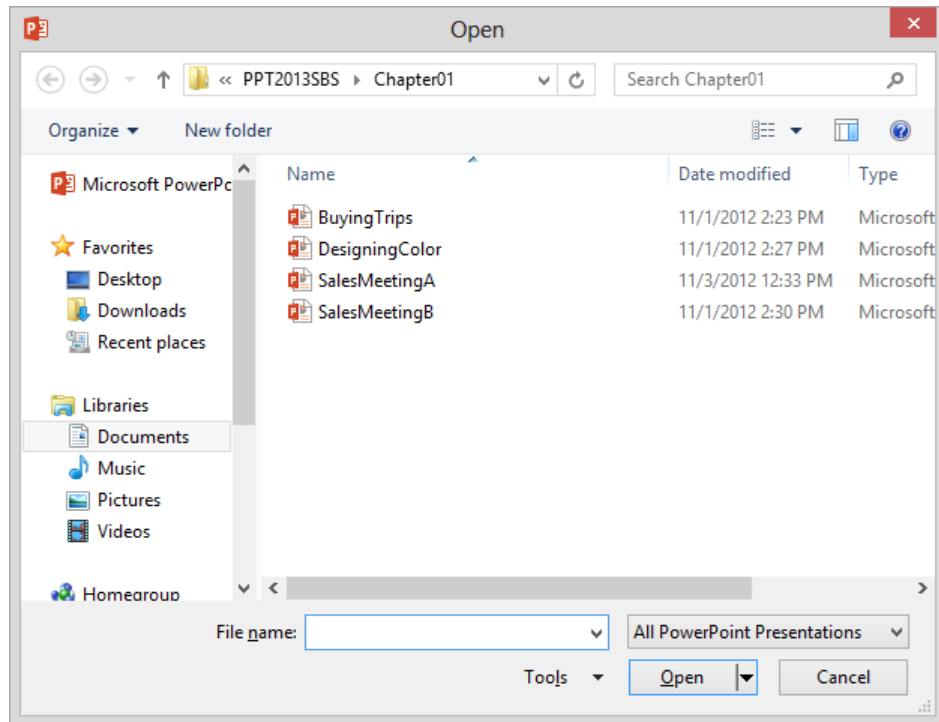 Open
« PPT2013SBS Chapter01
Search Chapter01
Organize New folder
Microsoft PowerPc
Favorites
Desktop
Downloads
Recent places
Libraries
Documents
Music
Pictures
Videos
Homegroup
Name Date modified Type
BuyingTrips 11/1/2012 2:23 PM Microsoft
DesigningColor 11/1/2012 2:27 PM Microsoft
SalesMeetingA 11/3/2012 12:33 PM Microsoft
SalesMeetingB 11/1/2012 2:30 PM Microsoft
File name: All PowerPoint Presentations
Tools Open Cancel